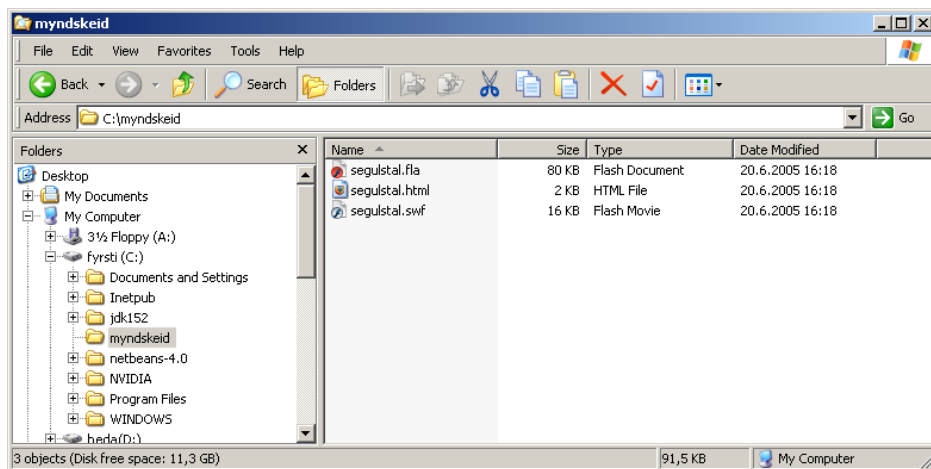 myndskeid
File Edit View Favorites Tools Help
Back Search Folders
Address C:\myndskeid Go
Folders
Desktop
My Documents
My Computer
3½ Floppy (A:)
fyrsti (C:)
Documents and Settings
Inetpub
jdk152
myndskeid
netbeans-4.0
NVIDIA
Program Files
WINDOWS
heda(D:)
Name Size Type Date Modified
segulstal.fla 80 KB Flash Document 20.6.2005 16:18
segulstal.html 2 KB HTML File 20.6.2005 16:18
segulstal.swf 16 KB Flash Movie 20.6.2005 16:18
3 objects (Disk free space: 11,3 GB) 91,5 KB My Computer